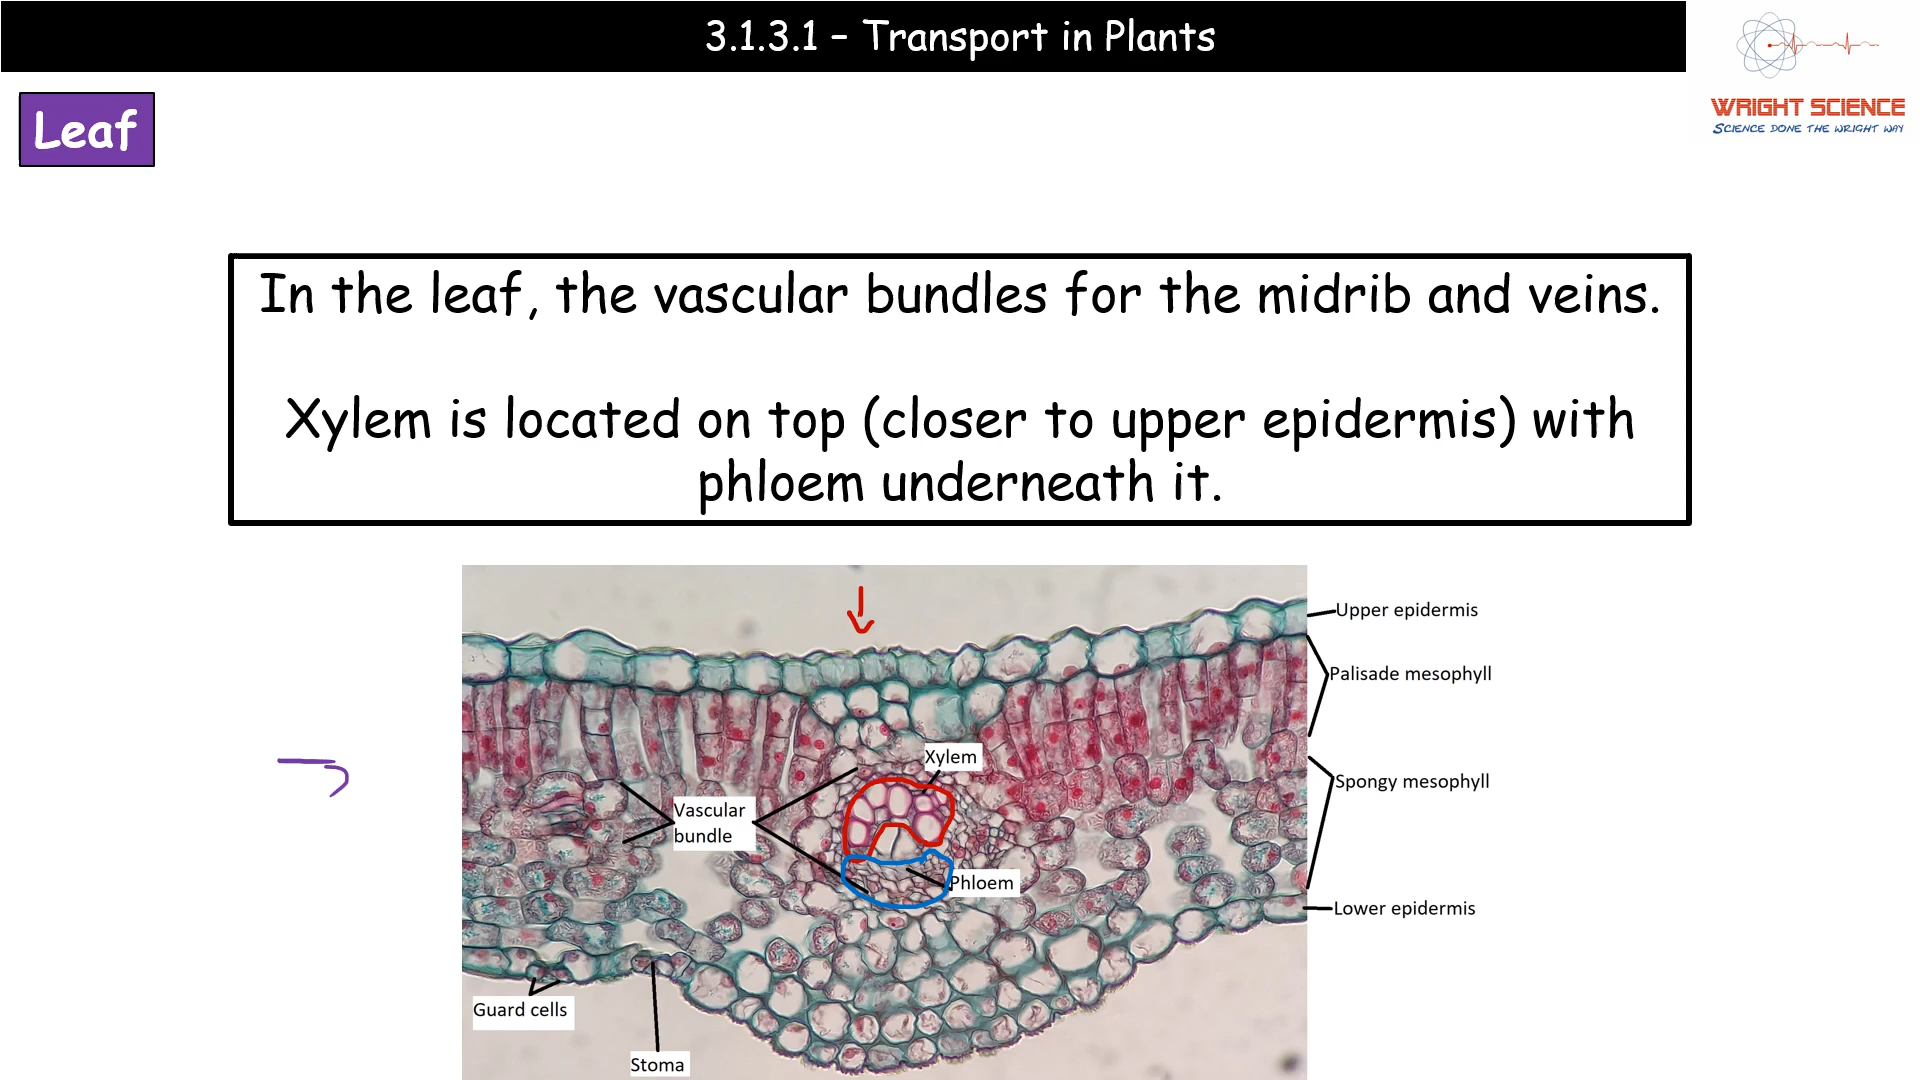 3.1.3.1 – Transport in Plants
WRIGHT SCIENCE
SCIENCE DONE THE WRIGHT WAY
Leaf
In the leaf, the vascular bundles for the midrib and veins.
Xylem is located on top (closer to upper epidermis) with
phloem underneath it.
Upper epidermis
Palisade mesophyll
Xylem
Spongy mesophyll
Vascular
bundle
Phloem
Lower epidermis
Guard cells
Stoma